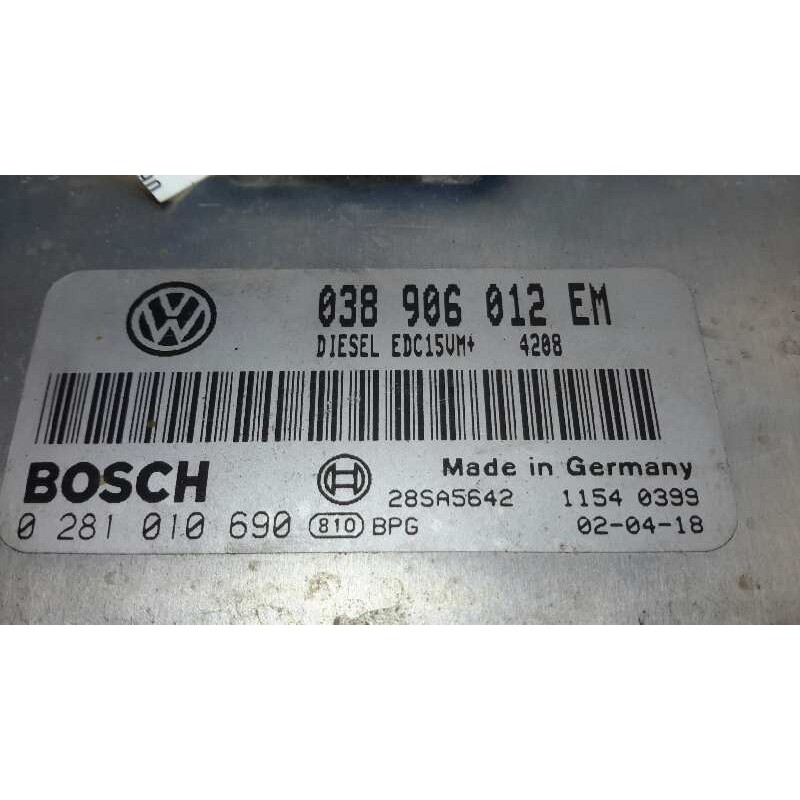 038 906 012 EM
DIESEL EDC15VM+ 4208
BOSCH
Made in Germany
28SA5642 1154 0399
0 281 010 690 810 BPG 02-04-18